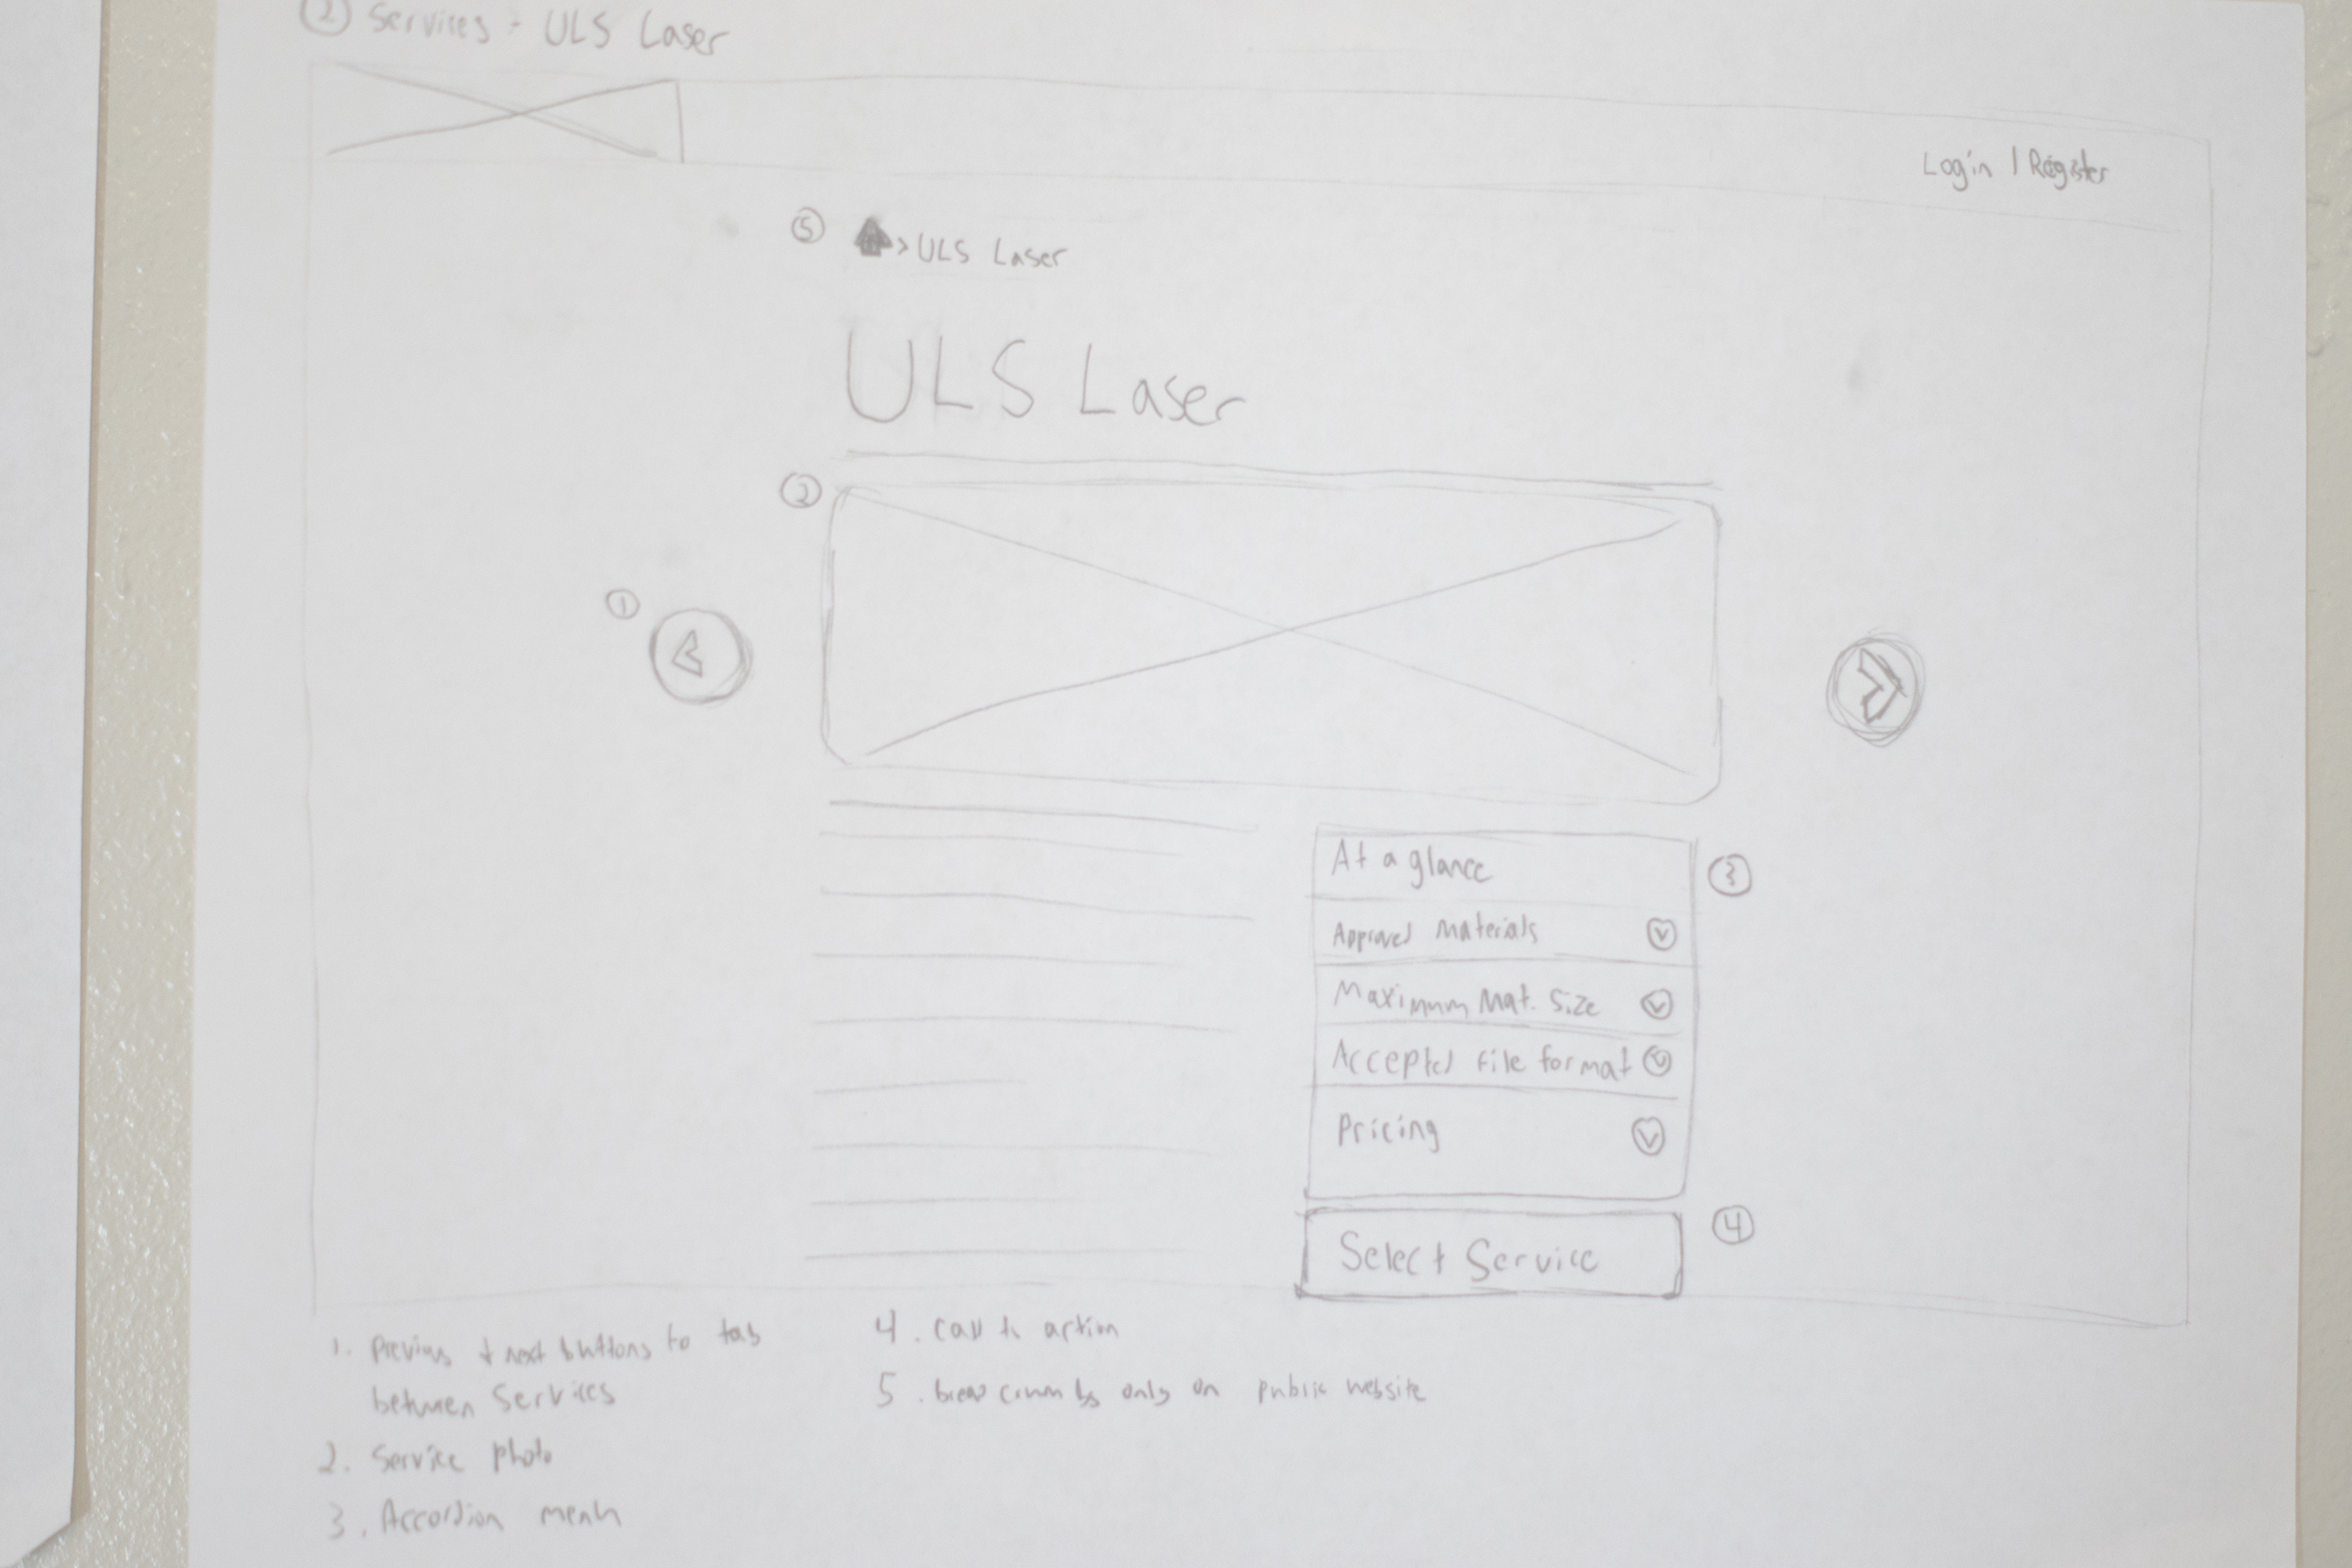 2 Services - ULS Laser
Login | Register
5 > ULS Laser
ULS Laser
2
1
At a glance
3
Approved Materials
Maximum Mat. Size
Accepted file format
Pricing
4
Select Service
1. Previous + next buttons to tab
between Services
2. Service photo
3. Accordion menu
4. call to action
5. bread crumbs only on public website